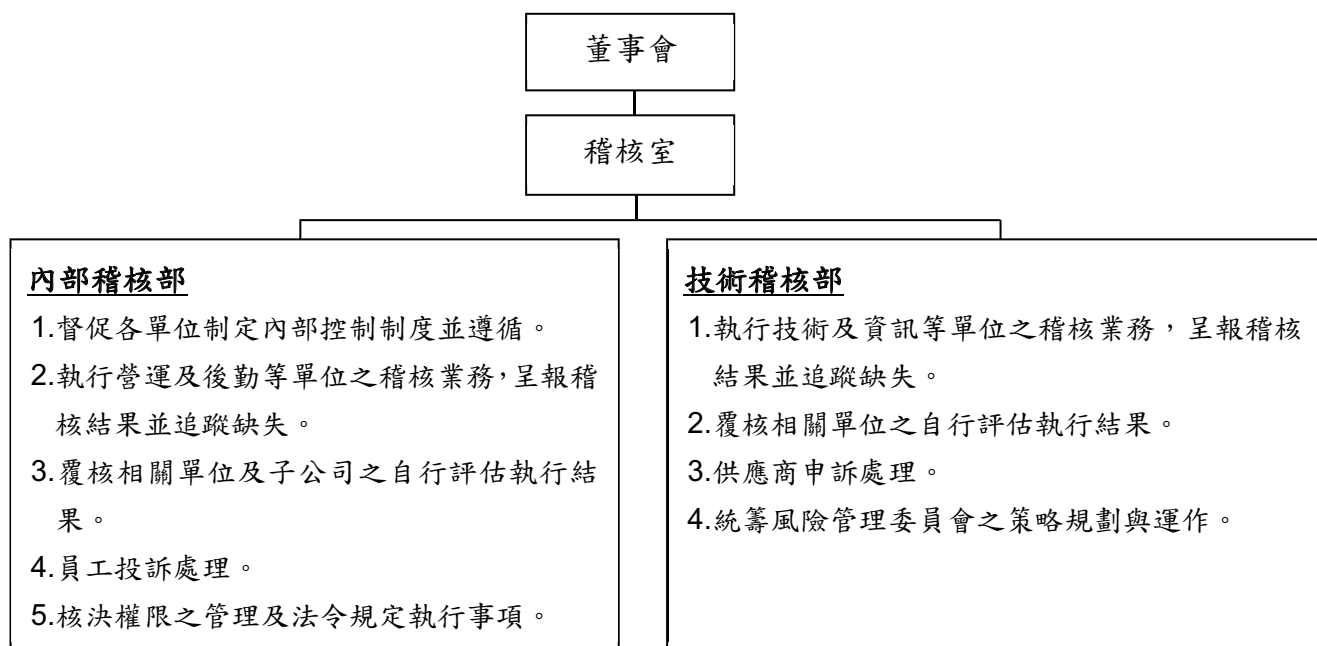 董事會
稽核室
內部稽核部
1.督促各單位制定內部控制制度並遵循。
2.執行營運及後勤等單位之稽核業務，呈報稽
核結果並追蹤缺失。
3.覆核相關單位及子公司之自行評估執行結
果。
4.員工投訴處理。
5.核決權限之管理及法令規定執行事項。
技術稽核部
1.執行技術及資訊等單位之稽核業務，呈報稽核
結果並追蹤缺失。
2.覆核相關單位之自行評估執行結果。
3.供應商申訴處理。
4.統籌風險管理委員會之策略規劃與運作。